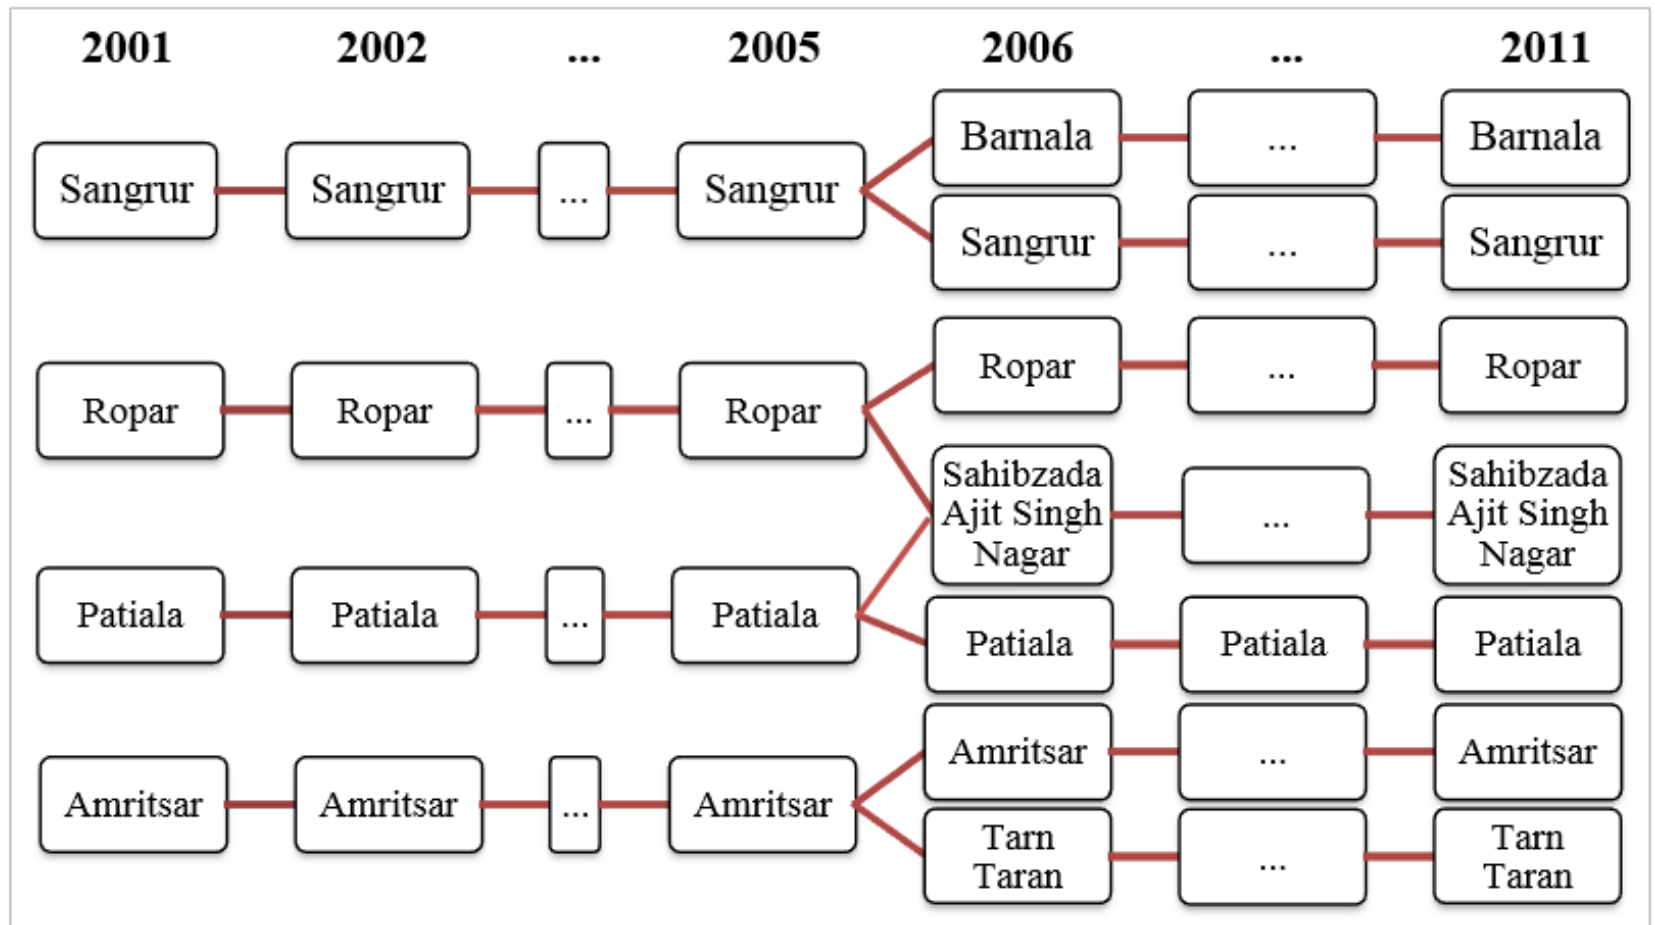 2001 2002 ... 2005 2006 ... 2011
Barnala ... Barnala
Sangrur Sangrur ... Sangrur
Sangrur ... Sangrur
Ropar ... Ropar
Ropar Ropar ... Ropar
Sahibzada Sahibzada
Ajit Singh ... Ajit Singh
Nagar Nagar
Patiala Patiala ... Patiala
Patiala Patiala Patiala
Amritsar ... Amritsar
Amritsar Amritsar ... Amritsar
Tarn Tarn
Taran ... Taran